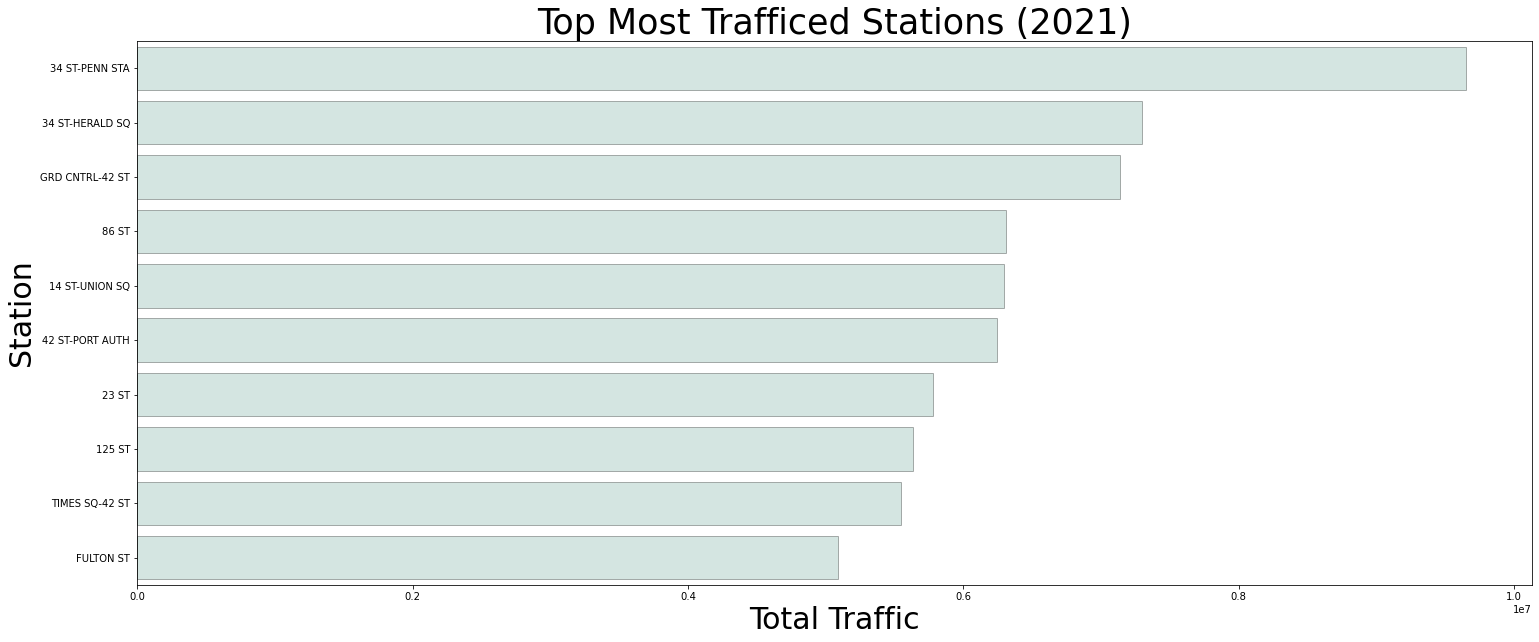 Top Most Trafficed Stations (2021)
Station
34 ST-PENN STA
34 ST-HERALD SQ
GRD CNTRL-42 ST
86 ST
14 ST-UNION SQ
42 ST-PORT AUTH
23 ST
125 ST
TIMES SQ-42 ST
FULTON ST
0.0 0.2 0.4 0.6 0.8 1.0
1e7
Total Traffic